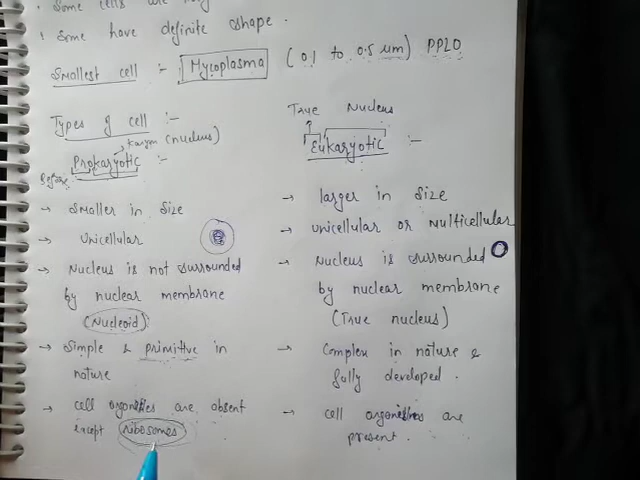 Some cells are
Some have definite shape.
Smallest cell :- Mycoplasma (0.1 to 0.5 µm) PPLO
Types of cell :-
Karyon (nucleus)
Prokaryotic :-
Before
→ Smaller in size
→ Unicellular
→ Nucleus is not surrounded
by nuclear membrane
(Nucleoid)
→ Simple & primitive in
nature
→ cell organelles are absent
except ribosomes
True Nucleus
Eukaryotic :-
→ larger in size
→ Unicellular or Multicellular
→ Nucleus is surrounded
by nuclear membrane
(True nucleus)
→ Complex in nature &
fully developed.
→ cell organelles are
present.